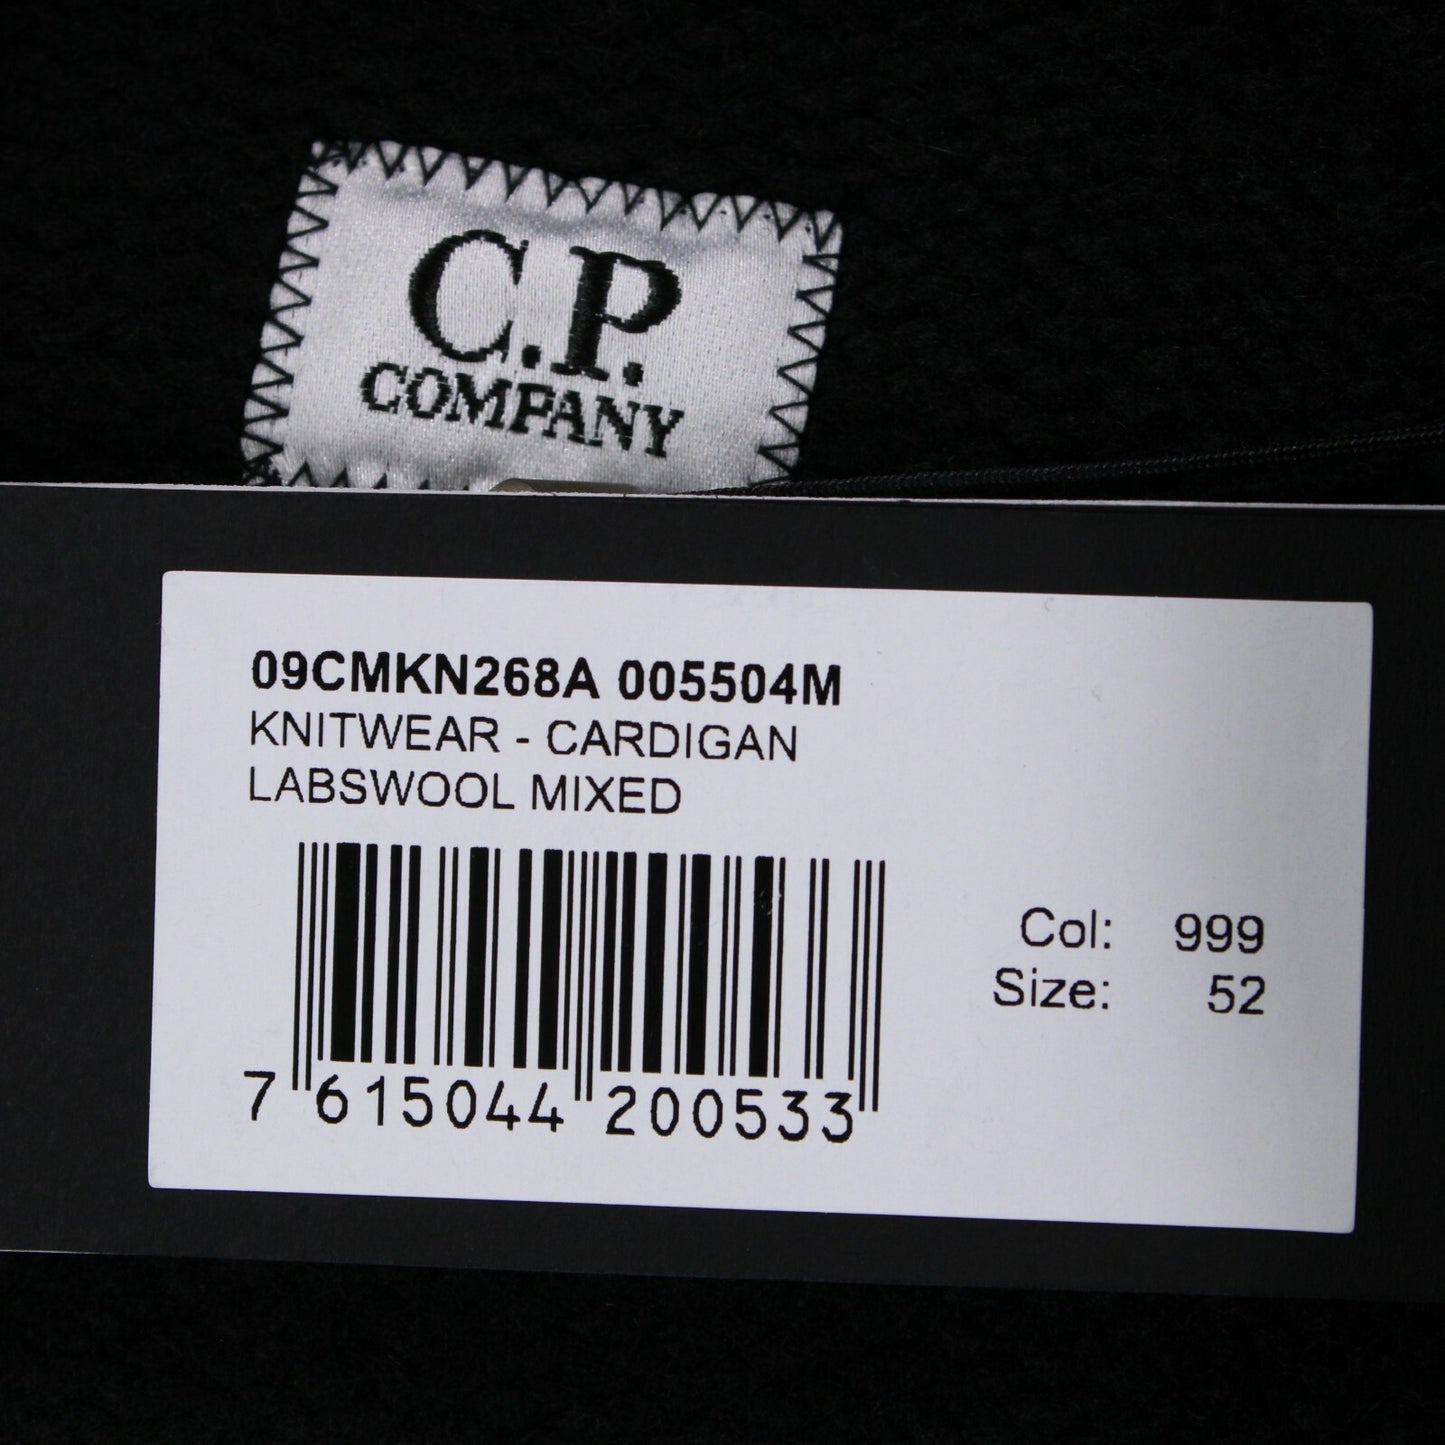 C.P.
COMPANY
09CMKN268A 005504M
KNITWEAR - CARDIGAN
LABSWOOL MIXED
Col: 999
Size: 52
7 615044 200533